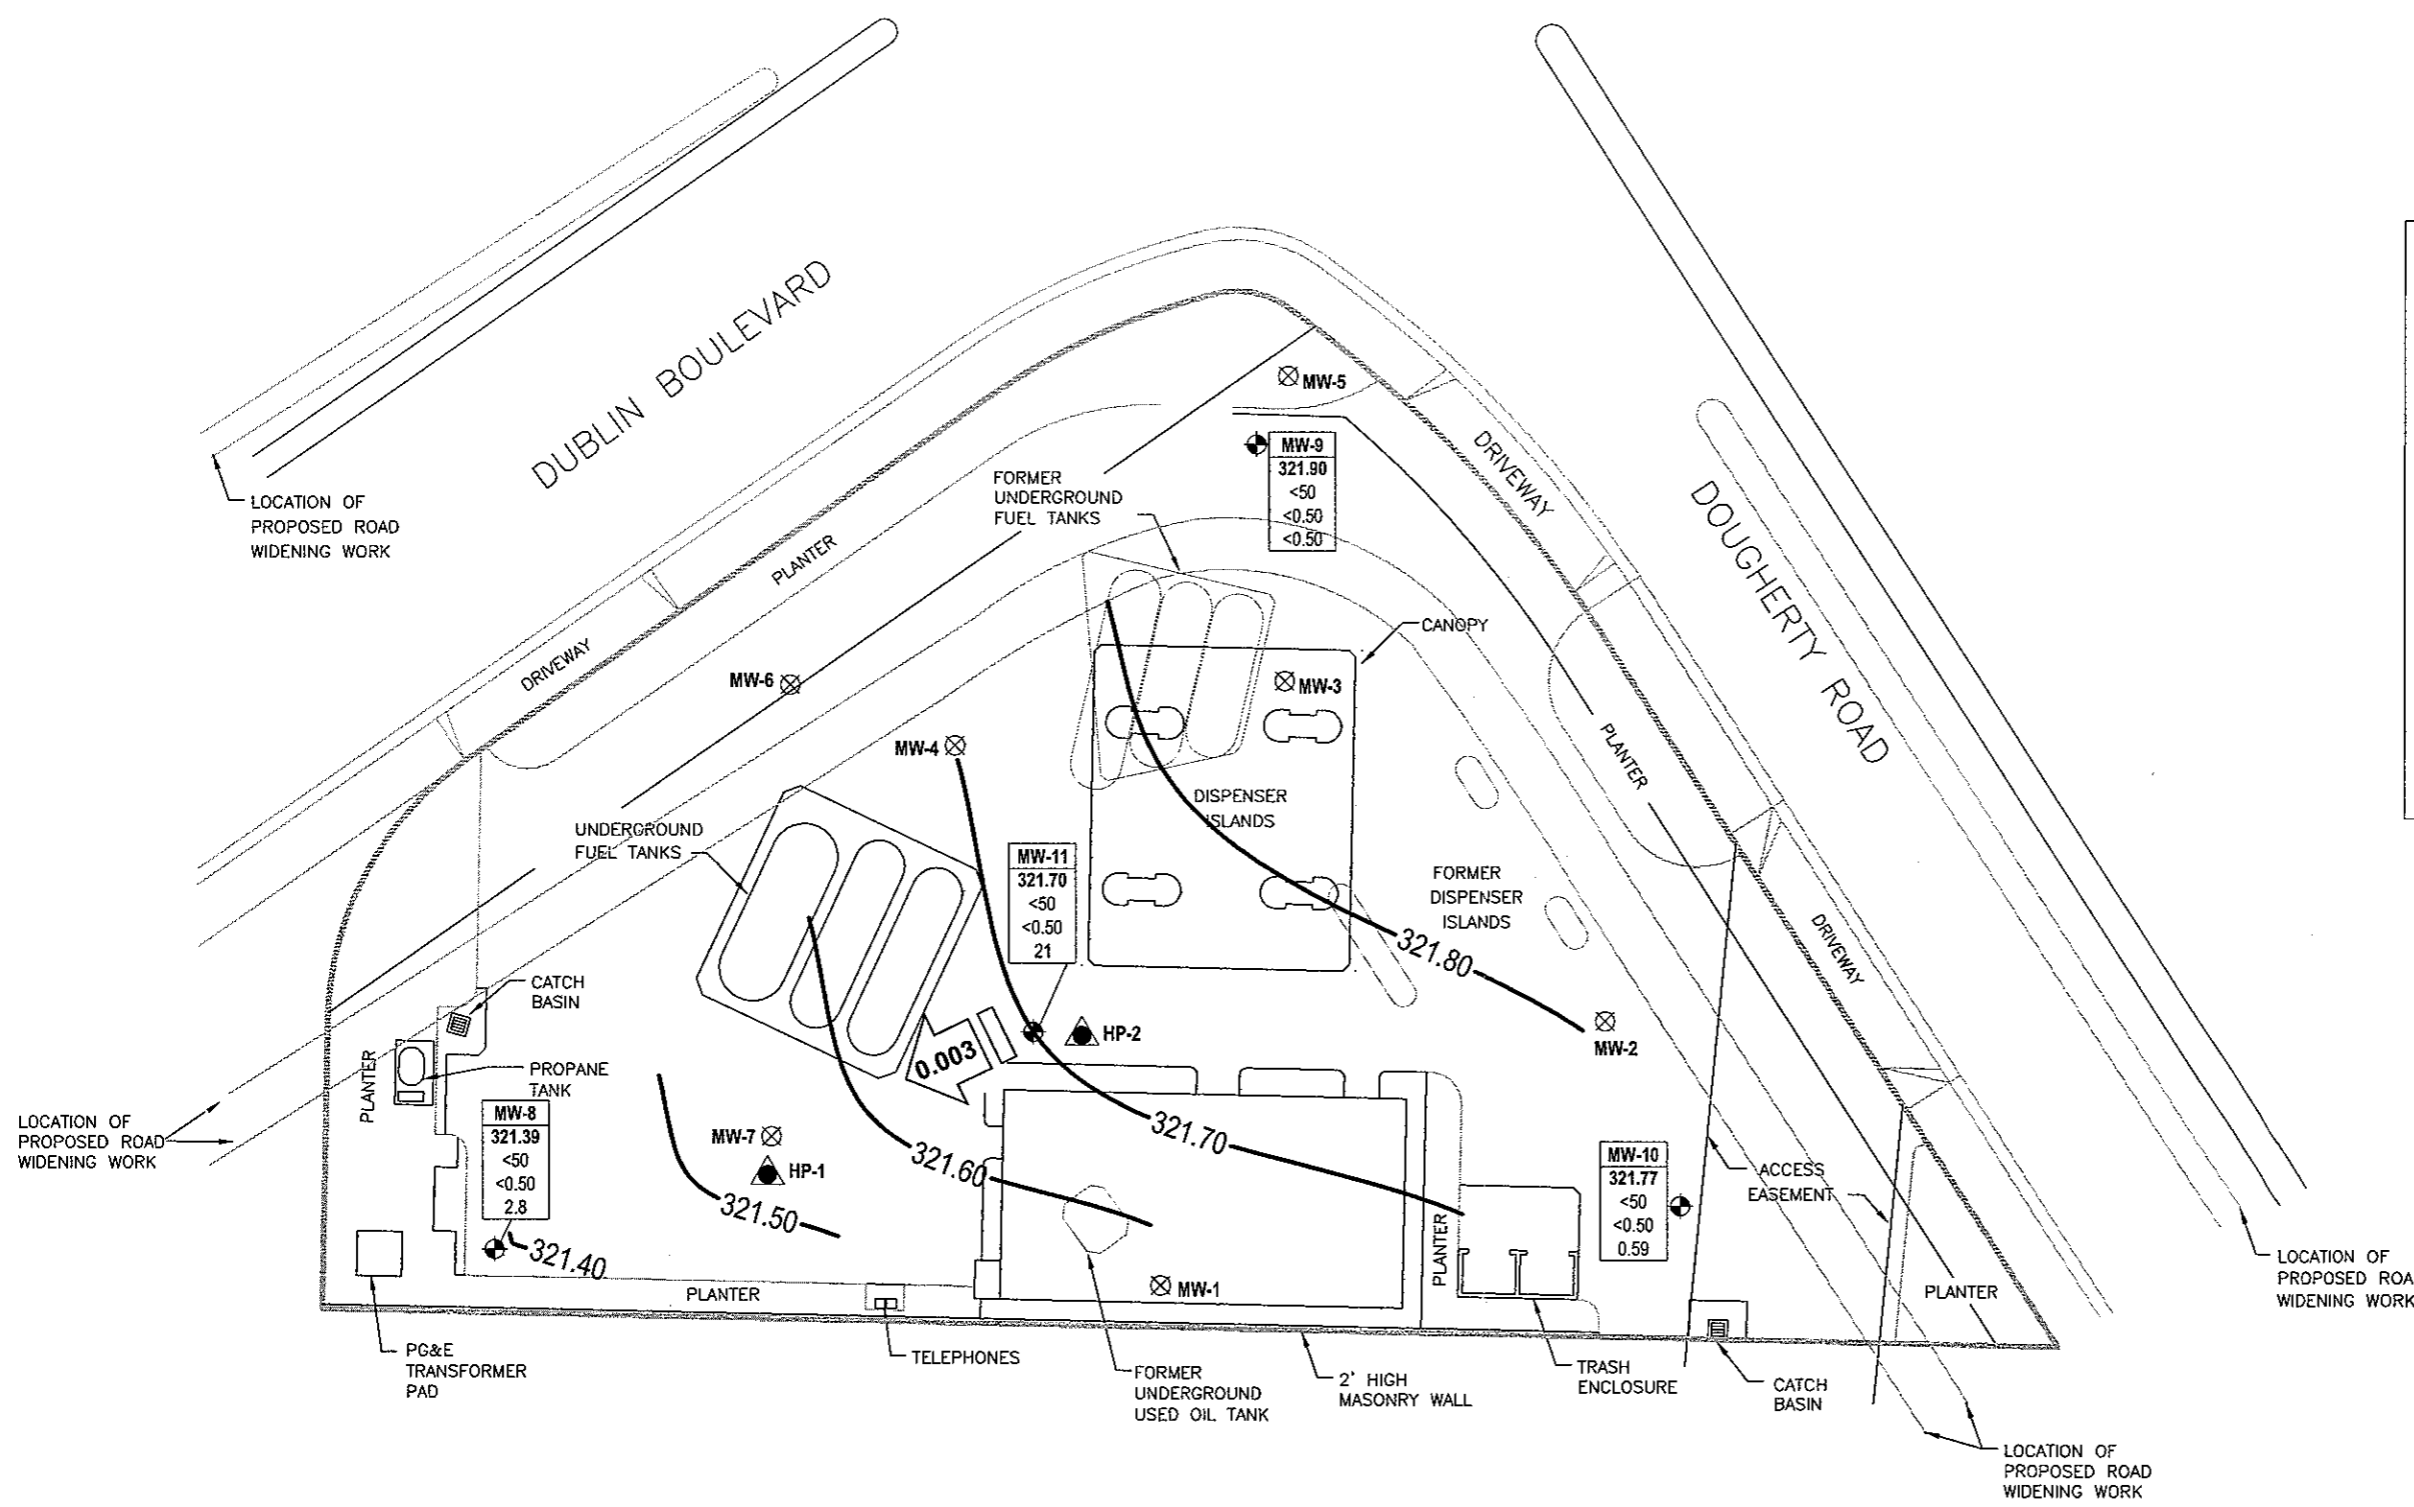 DUBLIN BOULEVARD
DOUGHERTY ROAD
LOCATION OF
PROPOSED ROAD
WIDENING WORK
DRIVEWAY
PLANTER
MW-5
DRIVEWAY
MW-9
321.90
<50
<0.50
<0.50
FORMER
UNDERGROUND
FUEL TANKS
CANOPY
MW-6
MW-3
MW-4
PLANTER
DISPENSER
ISLANDS
UNDERGROUND
FUEL TANKS
MW-11
321.70
<50
<0.50
21
FORMER
DISPENSER
ISLANDS
321.80
DRIVEWAY
CATCH
BASIN
HP-2
MW-2
0.003
PLANTER
PROPANE
TANK
LOCATION OF
PROPOSED ROAD
WIDENING WORK
MW-8
321.39
<50
<0.50
2.8
MW-7
HP-1
321.70
321.60
321.50
321.40
MW-10
321.77
<50
<0.50
0.59
ACCESS
EASEMENT
PLANTER
PLANTER
MW-1
PLANTER
LOCATION OF
PROPOSED ROA
WIDENING WORK
PG&E
TRANSFORMER
PAD
TELEPHONES
FORMER
UNDERGROUND
USED OIL TANK
2' HIGH
MASONRY WALL
TRASH
ENCLOSURE
CATCH
BASIN
LOCATION OF
PROPOSED ROAD
WIDENING WORK